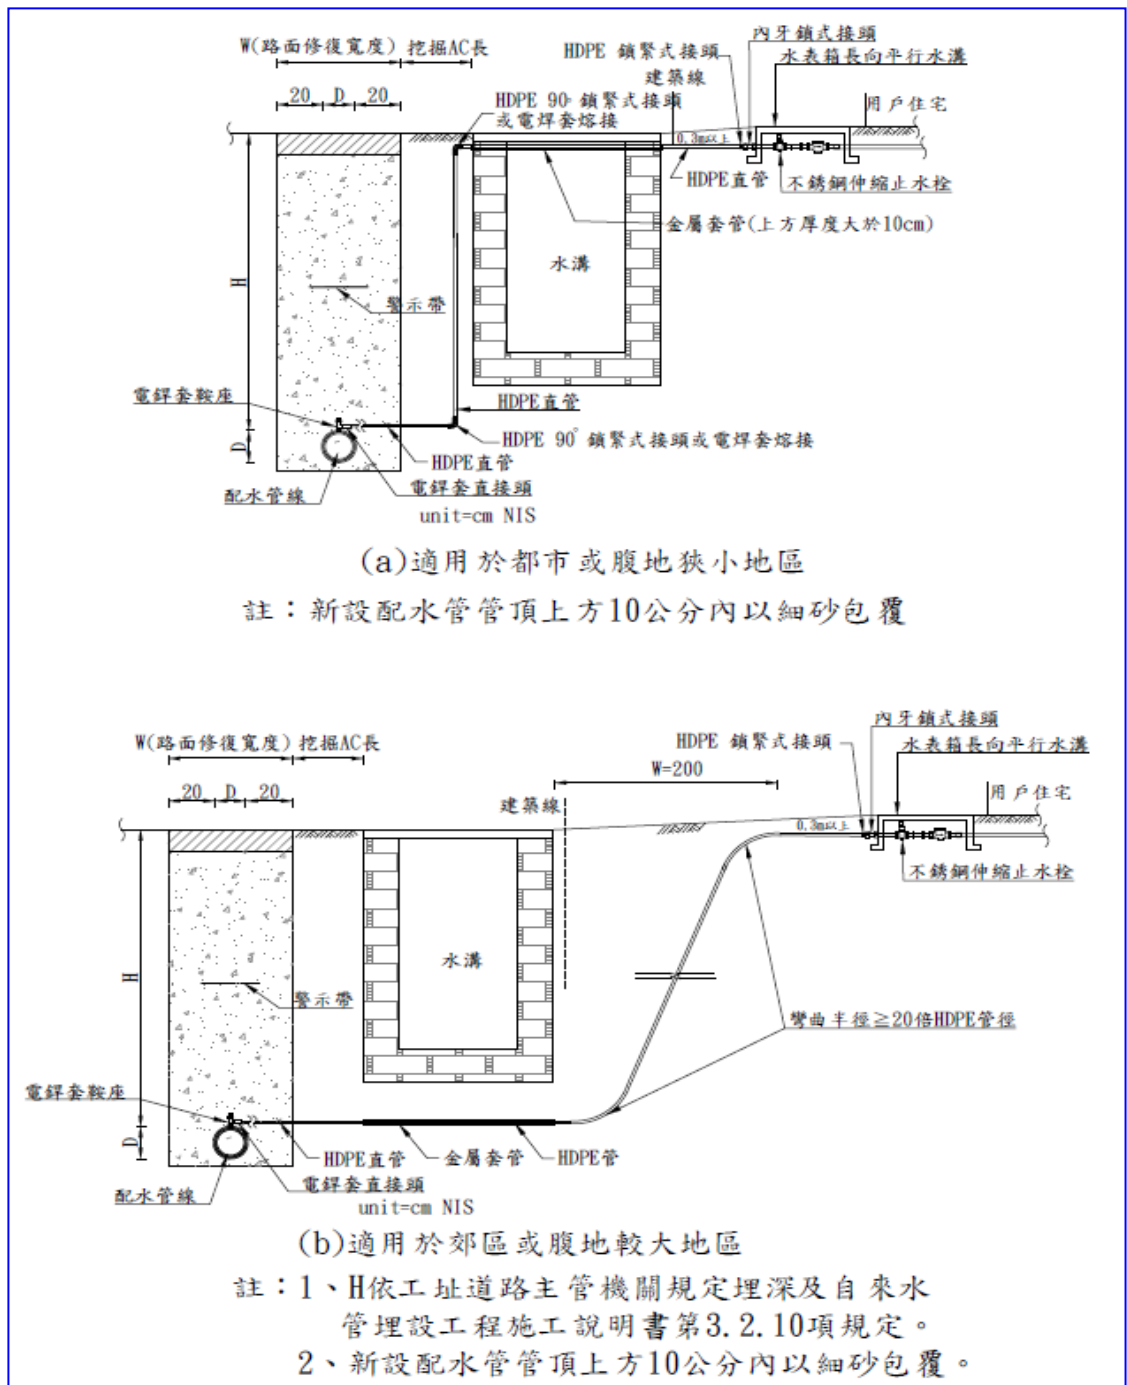 W(路面修復寬度) 挖掘AC長
HDPE 鎖緊式接頭
內牙鎖式接頭
水表箱長向平行水溝
建築線
用戶住宅
20 D 20
HDPE 90° 鎖緊式接頭
或電焊套熔接
0.3m以上
HDPE直管
不銹鋼伸縮止水栓
金屬套管(上方厚度大於10cm)
水溝
H
警示帶
電銲套鞍座
HDPE直管
HDPE 90° 鎖緊式接頭或電焊套熔接
D
HDPE直管
電銲套直接頭
配水管線
unit=cm NIS
(a)適用於都市或腹地狹小地區
註：新設配水管管頂上方10公分內以細砂包覆
W(路面修復寬度) 挖掘AC長
HDPE 鎖緊式接頭
內牙鎖式接頭
水表箱長向平行水溝
W=200
20 D 20
建築線
用戶住宅
0.3m以上
不銹鋼伸縮止水栓
水溝
H
警示帶
彎曲半徑≧20倍HDPE管徑
電銲套鞍座
D
HDPE直管
金屬套管
HDPE管
電銲套直接頭
配水管線
unit=cm NIS
(b)適用於郊區或腹地較大地區
註：1、H依工址道路主管機關規定埋深及自來水
管埋設工程施工說明書第3.2.10項規定。
2、新設配水管管頂上方10公分內以細砂包覆。